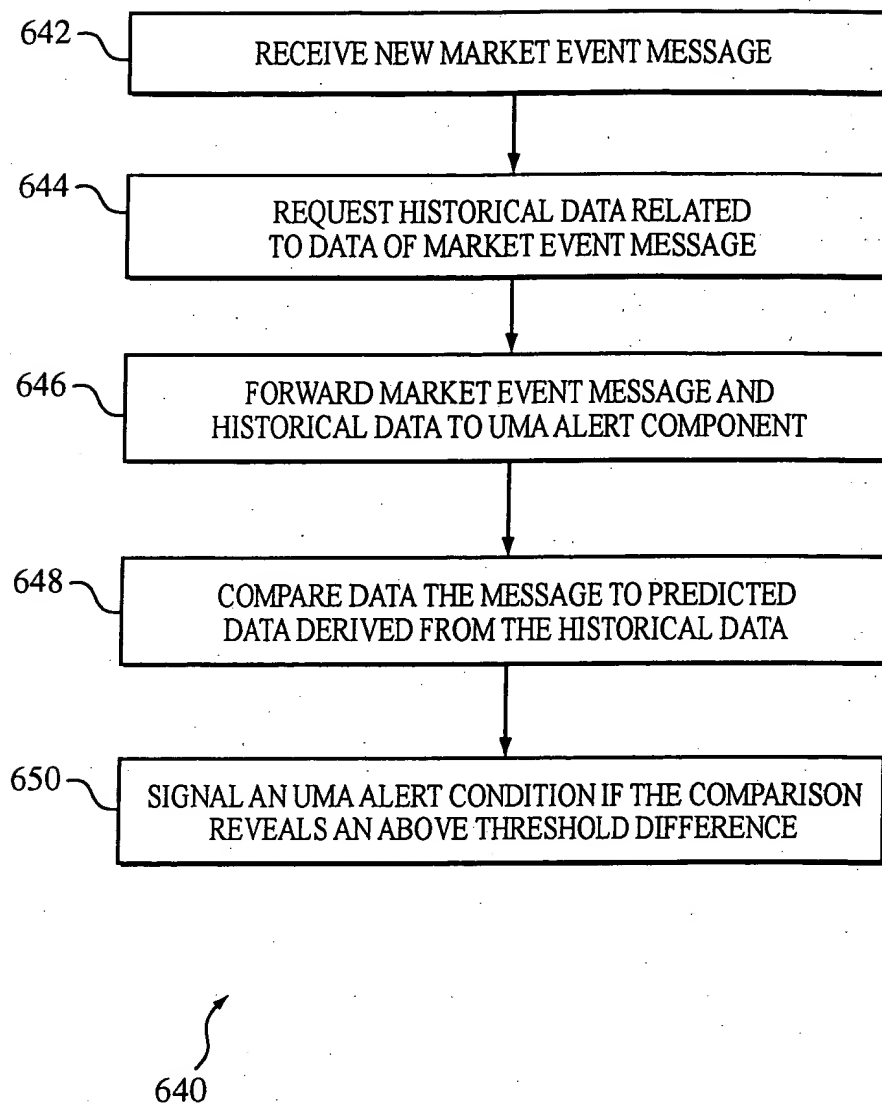 642
RECEIVE NEW MARKET EVENT MESSAGE
644
REQUEST HISTORICAL DATA RELATED
TO DATA OF MARKET EVENT MESSAGE
646
FORWARD MARKET EVENT MESSAGE AND
HISTORICAL DATA TO UMA ALERT COMPONENT
648
COMPARE DATA THE MESSAGE TO PREDICTED
DATA DERIVED FROM THE HISTORICAL DATA
650
SIGNAL AN UMA ALERT CONDITION IF THE COMPARISON
REVEALS AN ABOVE THRESHOLD DIFFERENCE
640